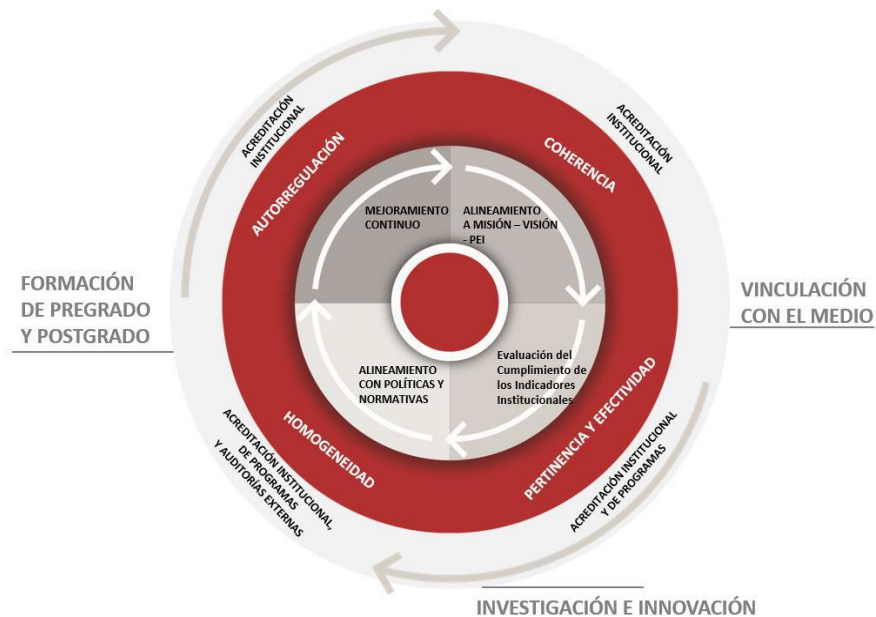 ACREDITACIÓN
INSTITUCIONAL
ACREDITACIÓN
INSTITUCIONAL
AUTORREGULACIÓN
COHERENCIA
MEJORAMIENTO
CONTINUO
ALINEAMIENTO
A MISIÓN – VISIÓN
- PEI
FORMACIÓN
DE PREGRADO
Y POSTGRADO
VINCULACIÓN
CON EL MEDIO
ALINEAMIENTO
CON POLÍTICAS Y
NORMATIVAS
Evaluación del
Cumplimiento de
los Indicadores
Institucionales
HOMOGENEIDAD
PERTINENCIA Y EFECTIVIDAD
ACREDITACIÓN INSTITUCIONAL,
DE PROGRAMAS
Y AUDITORÍAS EXTERNAS
ACREDITACIÓN INSTITUCIONAL
Y DE PROGRAMAS
INVESTIGACIÓN E INNOVACIÓN